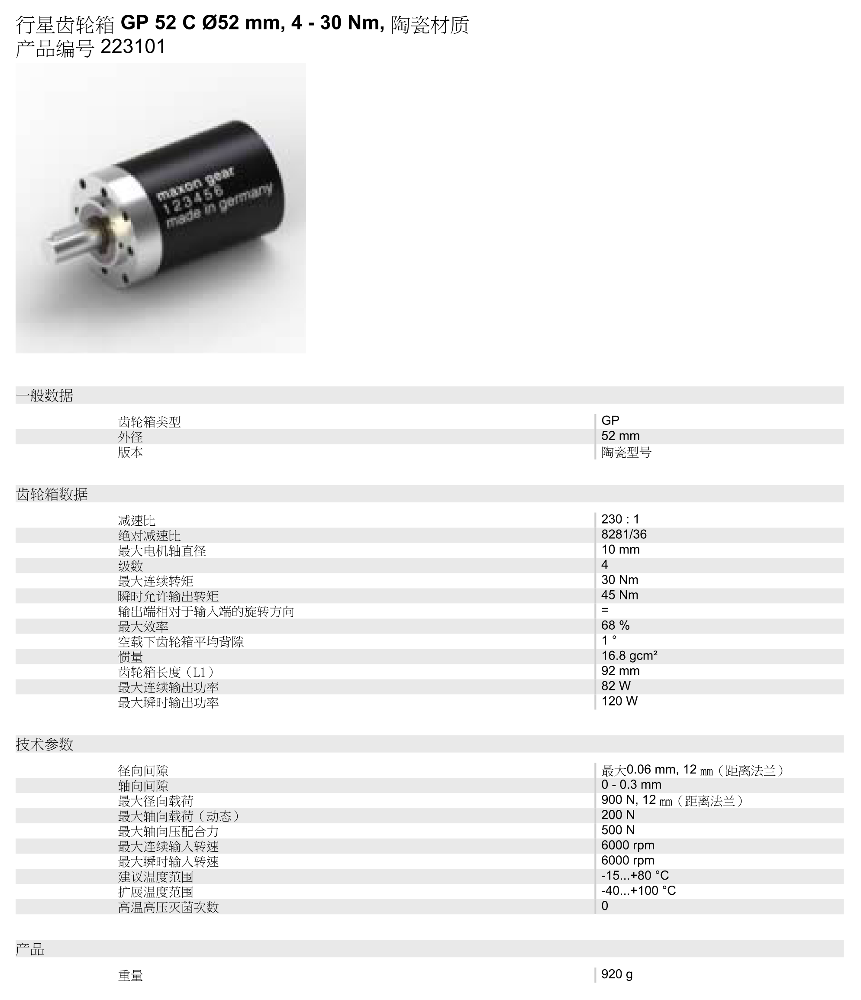 行星齿轮箱 GP 52 C Ø52 mm, 4 - 30 Nm, 陶瓷材质
产品编号 223101
maxon gear
123456
made in germany
一般数据
齿轮箱类型 GP
外径 52 mm
版本 陶瓷型号
齿轮箱数据
减速比 230 : 1
绝对减速比 8281/36
最大电机轴直径 10 mm
级数 4
最大连续转矩 30 Nm
瞬时允许输出转矩 45 Nm
输出端相对于输入端的旋转方向 =
最大效率 68 %
空载下齿轮箱平均背隙 1 °
惯量 16.8 gcm²
齿轮箱长度（L1） 92 mm
最大连续输出功率 82 W
最大瞬时输出功率 120 W
技术参数
径向间隙 最大0.06 mm, 12 mm（距离法兰）
轴向间隙 0 - 0.3 mm
最大径向载荷 900 N, 12 mm（距离法兰）
最大轴向载荷（动态） 200 N
最大轴向压配合力 500 N
最大连续输入转速 6000 rpm
最大瞬时输入转速 6000 rpm
建议温度范围 -15...+80 °C
扩展温度范围 -40...+100 °C
高温高压灭菌次数 0
产品
重量 920 g